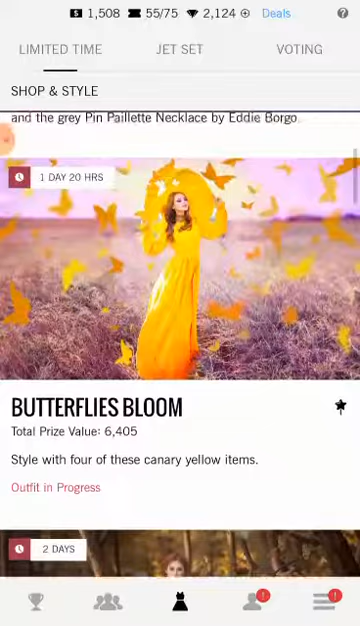 1,508 55/75 2,124 Deals ?
LIMITED TIME JET SET VOTING
SHOP & STYLE
and the grey Pin Paillette Necklace by Eddie Borgo.
1 DAY 20 HRS
BUTTERFLIES BLOOM
Total Prize Value: 6,405
Style with four of these canary yellow items.
Outfit in Progress
2 DAYS
! !